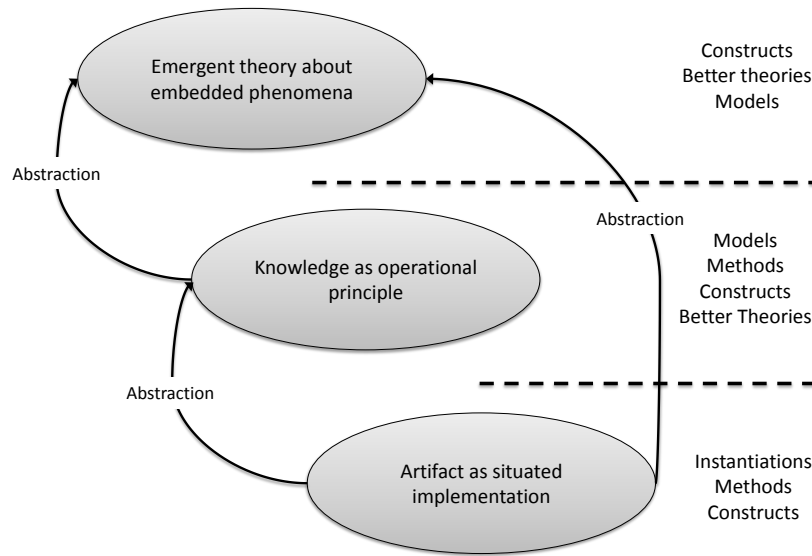 Emergent theory about
embedded phenomena
Constructs
Better theories
Models
Abstraction
Abstraction
Knowledge as operational
principle
Models
Methods
Constructs
Better Theories
Abstraction
Artifact as situated
implementation
Instantiations
Methods
Constructs